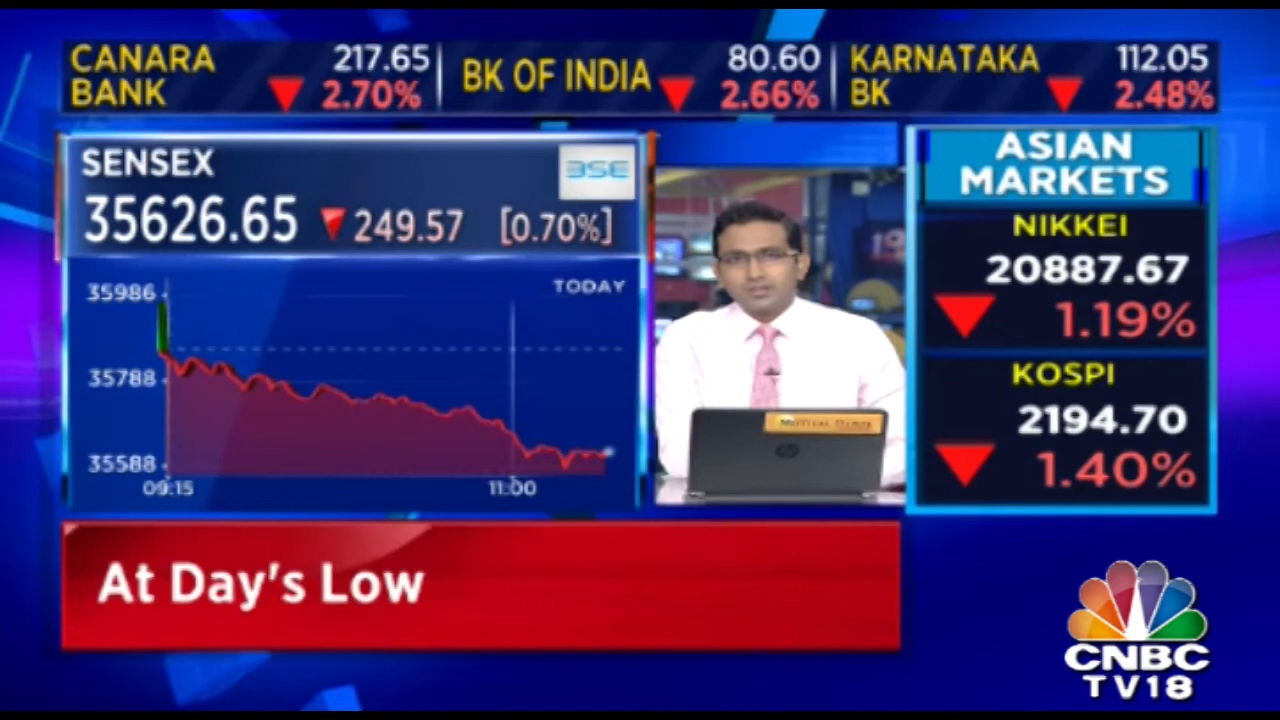 CANARA
BANK
217.65
2.70%
BK OF INDIA
80.60
2.66%
KARNATAKA
BK
112.05
2.48%
SENSEX
BSE
35626.65 249.57 [0.70%]
TODAY
35986
35788
35588
09:15 11:00
ASIAN
MARKETS
NIKKEI
20887.67
1.19%
KOSPI
2194.70
1.40%
At Day's Low
CNBC
TV18